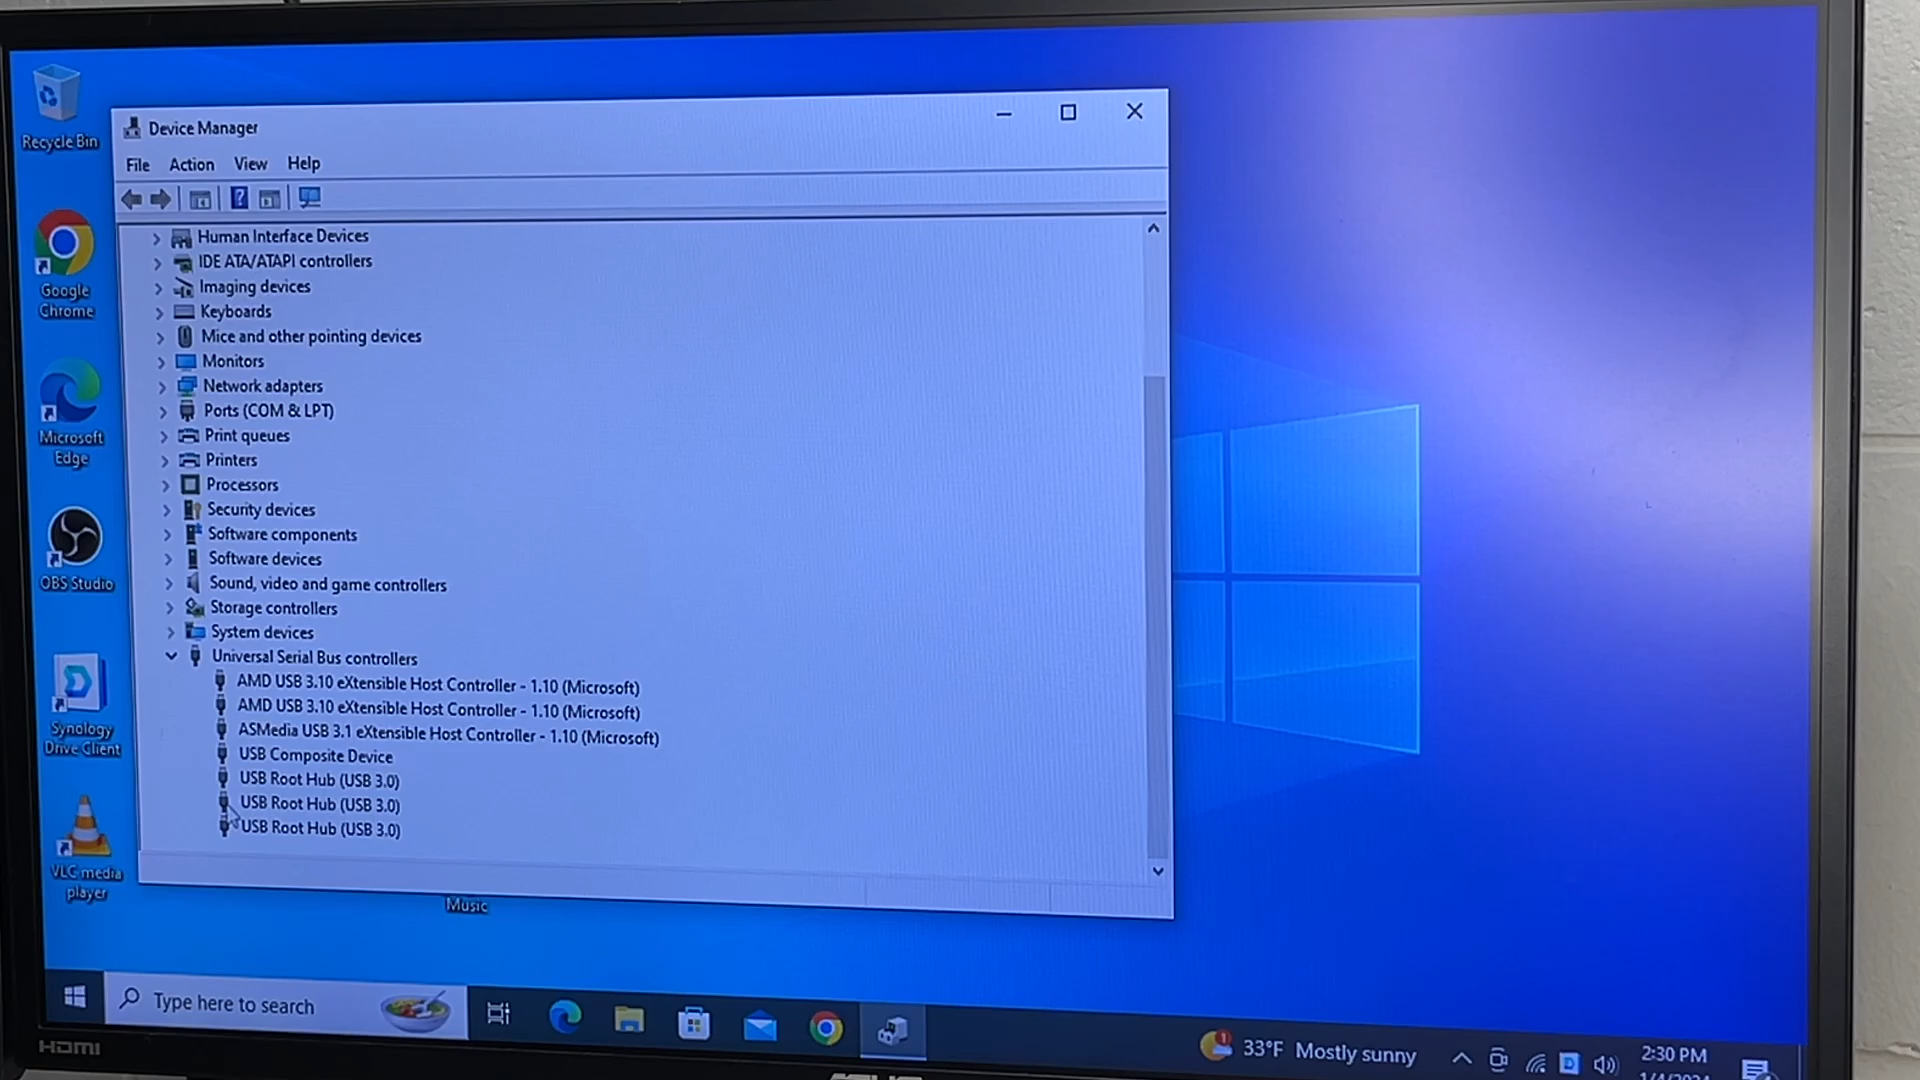 Recycle Bin
Google
Chrome
Microsoft
Edge
OBS Studio
Synology
Drive Client
VLC media
player
Device Manager
File Action View Help
Human Interface Devices
IDE ATA/ATAPI controllers
Imaging devices
Keyboards
Mice and other pointing devices
Monitors
Network adapters
Ports (COM & LPT)
Print queues
Printers
Processors
Security devices
Software components
Software devices
Sound, video and game controllers
Storage controllers
System devices
Universal Serial Bus controllers
AMD USB 3.10 eXtensible Host Controller - 1.10 (Microsoft)
AMD USB 3.10 eXtensible Host Controller - 1.10 (Microsoft)
ASMedia USB 3.1 eXtensible Host Controller - 1.10 (Microsoft)
USB Composite Device
USB Root Hub (USB 3.0)
USB Root Hub (USB 3.0)
USB Root Hub (USB 3.0)
Music
Type here to search
33°F Mostly sunny
2:30 PM
HDMI